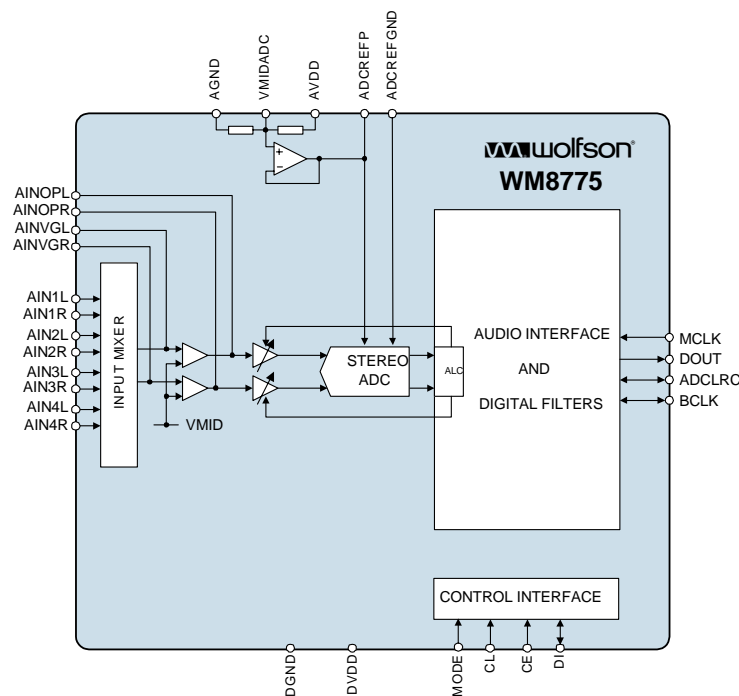 AGND
VMIDADC
AVDD
ADCREFP
ADCREFGND
wolfson®
WM8775
AINOPL
AINOPR
AINVGL
AINVGR
AIN1L
AIN1R
AIN2L
AIN2R
AIN3L
AIN3R
AIN4L
AIN4R
INPUT MIXER
+
−
VMID
STEREO
ADC
ALC
AUDIO INTERFACE
AND
DIGITAL FILTERS
MCLK
DOUT
ADCLRC
BCLK
CONTROL INTERFACE
DGND
DVDD
MODE
CL
CE
DI